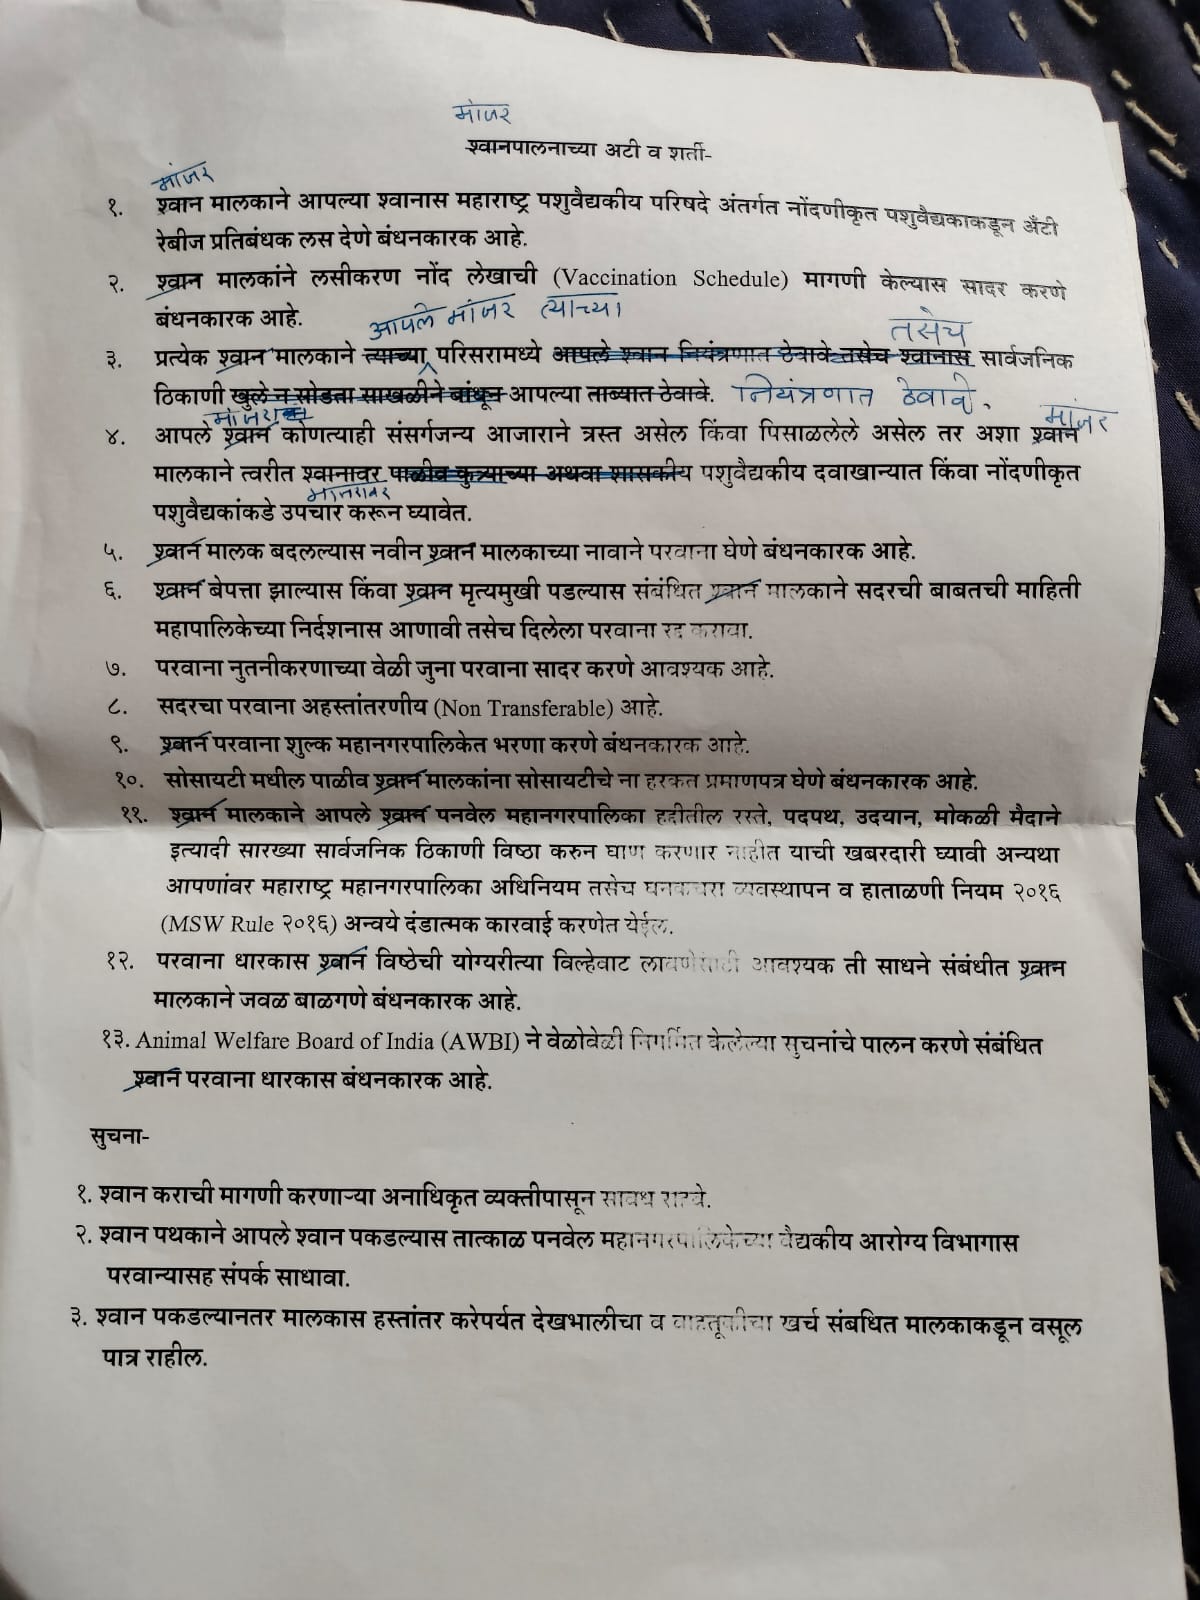 मांजर
श्वानपालनाच्या अटी व शर्ती-
मांजर
१. श्वान मालकाने आपल्या श्वानास महाराष्ट्र पशुवैद्यकीय परिषदे अंतर्गत नोंदणीकृत पशुवैद्यकाकडून अँटी
रेबीज प्रतिबंधक लस देणे बंधनकारक आहे.
२. श्वान मालकांने लसीकरण नोंद लेखाची (Vaccination Schedule) मागणी केल्यास सादर करणे
बंधनकारक आहे.
आपले मांजर त्याच्या तसेच
३. प्रत्येक श्वान मालकाने त्याच्या परिसरामध्ये आपले श्वान नियंत्रणात ठेवावे तसेच श्वानास सार्वजनिक
ठिकाणी खुले न सोडता साखळीने बांधून आपल्या ताब्यात ठेवावे. नियंत्रणात ठेवावे.
मांजर
४. आपले श्वान कोणत्याही संसर्गजन्य आजाराने त्रस्त असेल किंवा पिसाळलेले असेल तर अशा श्वान
मालकाने त्वरीत श्वानावर पाळीव कुत्र्याच्या अथवा शासकीय पशुवैद्यकीय दवाखान्यात किंवा नोंदणीकृत
मांजरावर
पशुवैद्यकांकडे उपचार करून घ्यावेत.
५. श्वान मालक बदलल्यास नवीन श्वान मालकाच्या नावाने परवाना घेणे बंधनकारक आहे.
६. श्वान बेपत्ता झाल्यास किंवा श्वान मृत्यमुखी पडल्यास संबंधित श्वान मालकाने सदरची बाबतची माहिती
महापालिकेच्या निर्दशनास आणावी तसेच दिलेला परवाना रद्द करावा.
७. परवाना नुतनीकरणाच्या वेळी जुना परवाना सादर करणे आवश्यक आहे.
८. सदरचा परवाना अहस्तांतरणीय (Non Transferable) आहे.
९. श्वान परवाना शुल्क महानगरपालिकेत भरणा करणे बंधनकारक आहे.
१०. सोसायटी मधील पाळीव श्वान मालकांना सोसायटीचे ना हरकत प्रमाणपत्र घेणे बंधनकारक आहे.
११. श्वान मालकाने आपले श्वान पनवेल महानगरपालिका हद्दीतील रस्ते, पदपथ, उदयान, मोकळी मैदाने
इत्यादी सारख्या सार्वजनिक ठिकाणी विष्ठा करुन घाण करणार नाहीत याची खबरदारी घ्यावी अन्यथा
आपणांवर महाराष्ट्र महानगरपालिका अधिनियम तसेच घनकचरा व्यवस्थापन व हाताळणी नियम २०१६
(MSW Rule २०१६) अन्वये दंडात्मक कारवाई करणेत येईल.
१२. परवाना धारकास श्वान विष्ठेची योग्यरीत्या विल्हेवाट लावणेसाठी आवश्यक ती साधने संबंधीत श्वान
मालकाने जवळ बाळगणे बंधनकारक आहे.
१३. Animal Welfare Board of India (AWBI) ने वेळोवेळी निर्गमित केलेल्या सुचनांचे पालन करणे संबंधित
श्वान परवाना धारकास बंधनकारक आहे.
सुचना-
१. श्वान कराची मागणी करणाऱ्या अनाधिकृत व्यक्तीपासून सावध राहवे.
२. श्वान पथकाने आपले श्वान पकडल्यास तात्काळ पनवेल महानगरपालिकेच्या वैद्यकीय आरोग्य विभागास
परवान्यासह संपर्क साधावा.
३. श्वान पकडल्यानतर मालकास हस्तांतर करेपर्यत देखभालीचा व वाहतूकीचा खर्च संबधित मालकाकडून वसूल
पात्र राहील.